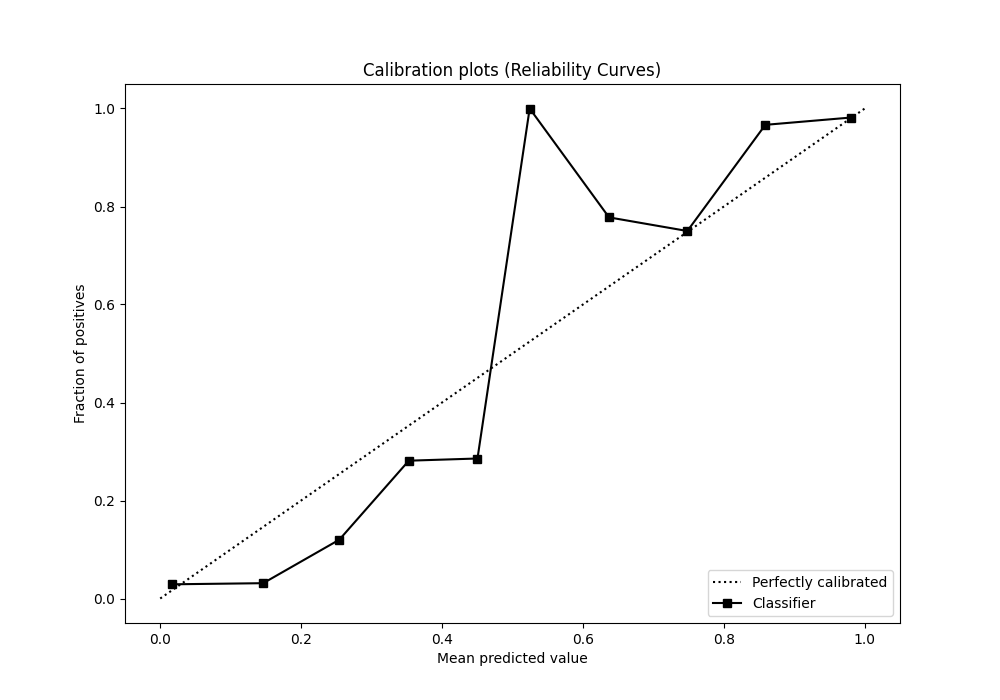 Calibration plots (Reliability Curves)
1.0
0.8
0.6
0.4
0.2
0.0
Fraction of positives
0.0 0.2 0.4 0.6 0.8 1.0
Mean predicted value
Perfectly calibrated
Classifier